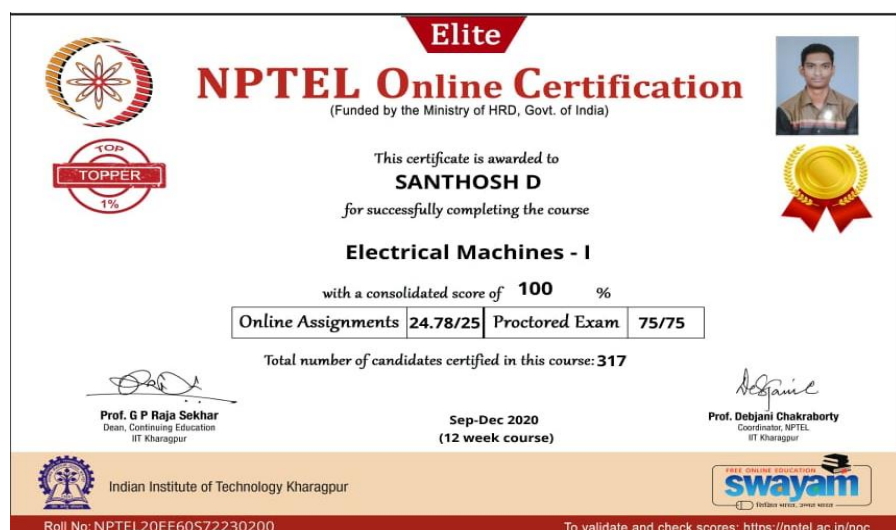 Elite
NPTEL Online Certification
(Funded by the Ministry of HRD, Govt. of India)
TOP
TOPPER
1%
This certificate is awarded to
SANTHOSH D
for successfully completing the course
Electrical Machines - I
with a consolidated score of 100 %
Online Assignments 24.78/25 Proctored Exam 75/75
Total number of candidates certified in this course: 317
Prof. G P Raja Sekhar
Dean, Continuing Education
IIT Kharagpur
Sep-Dec 2020
(12 week course)
Prof. Debjani Chakraborty
Coordinator, NPTEL
IIT Kharagpur
Indian Institute of Technology Kharagpur
FREE ONLINE EDUCATION
swayam
शिक्षित भारत, उन्नत भारत
Roll No: NPTEL20EE60S72230200
To validate and check scores: https://nptel.ac.in/noc